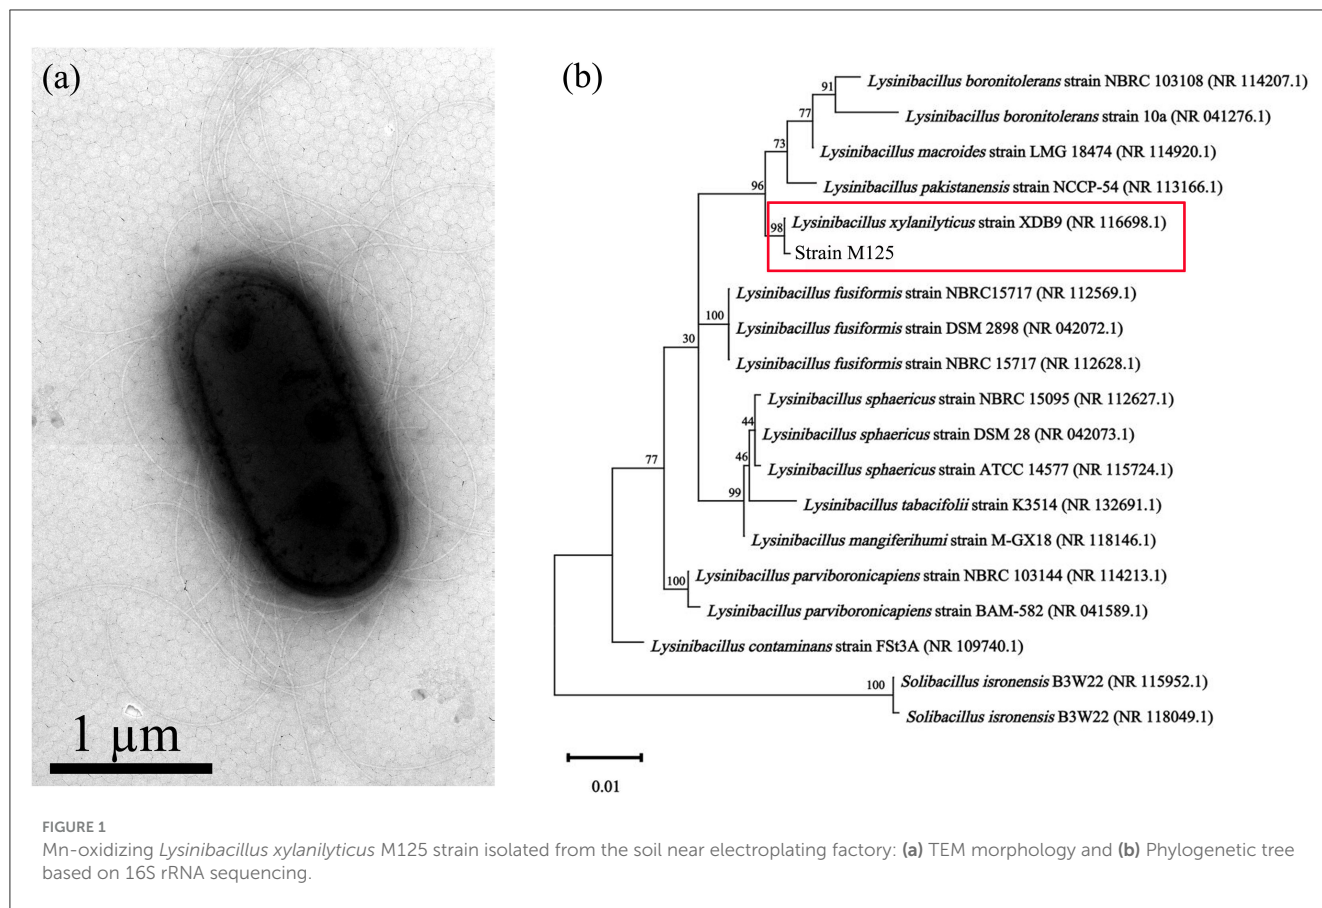 (a)
1 μm
(b)
91
77
73
96
98
30
100
44
46
99
77
100
100
Lysinibacillus boronitolerans strain NBRC 103108 (NR 114207.1)
Lysinibacillus boronitolerans strain 10a (NR 041276.1)
Lysinibacillus macroides strain LMG 18474 (NR 114920.1)
Lysinibacillus pakistanensis strain NCCP-54 (NR 113166.1)
Lysinibacillus xylanilyticus strain XDB9 (NR 116698.1)
Strain M125
Lysinibacillus fusiformis strain NBRC15717 (NR 112569.1)
Lysinibacillus fusiformis strain DSM 2898 (NR 042072.1)
Lysinibacillus fusiformis strain NBRC 15717 (NR 112628.1)
Lysinibacillus sphaericus strain NBRC 15095 (NR 112627.1)
Lysinibacillus sphaericus strain DSM 28 (NR 042073.1)
Lysinibacillus sphaericus strain ATCC 14577 (NR 115724.1)
Lysinibacillus tabacifolii strain K3514 (NR 132691.1)
Lysinibacillus mangiferihumi strain M-GX18 (NR 118146.1)
Lysinibacillus parviboronicapiens strain NBRC 103144 (NR 114213.1)
Lysinibacillus parviboronicapiens strain BAM-582 (NR 041589.1)
Lysinibacillus contaminans strain FSt3A (NR 109740.1)
Solibacillus isronensis B3W22 (NR 115952.1)
Solibacillus isronensis B3W22 (NR 118049.1)
0.01
FIGURE 1
Mn-oxidizing Lysinibacillus xylanilyticus M125 strain isolated from the soil near electroplating factory: (a) TEM morphology and (b) Phylogenetic tree
based on 16S rRNA sequencing.